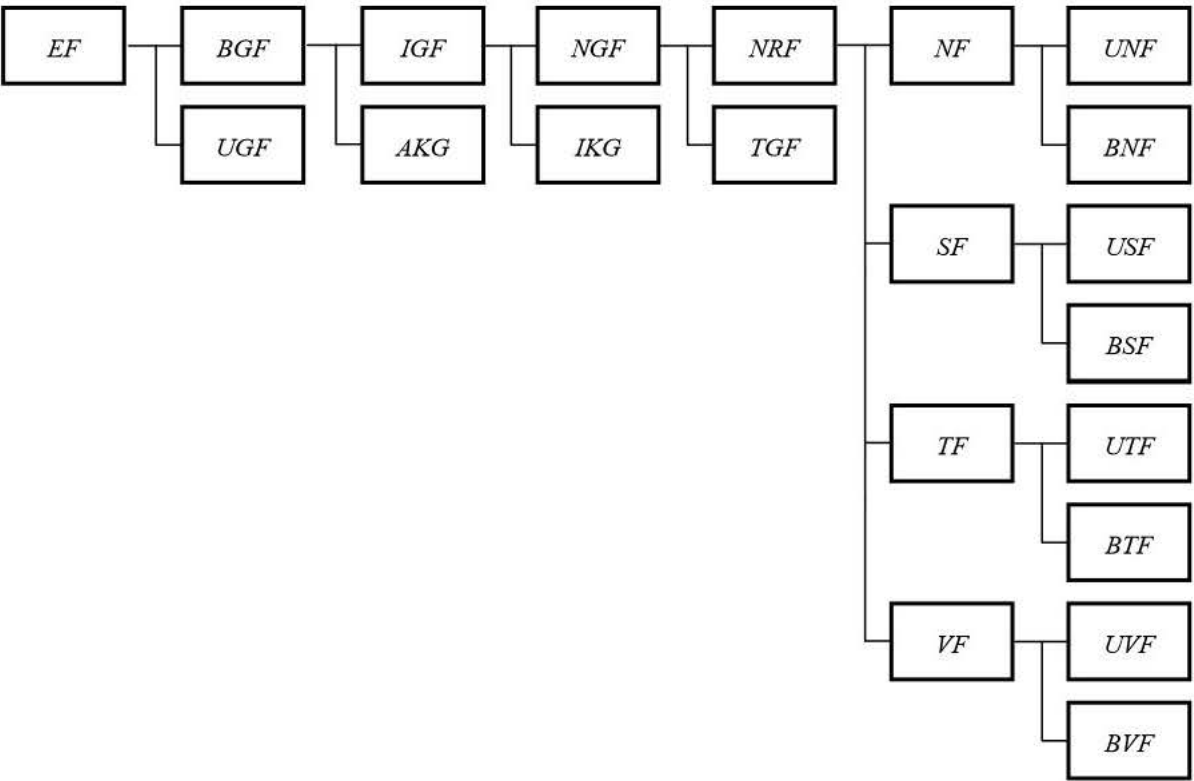 EF BGF IGF NGF NRF NF UNF
UGF AKG IKG TGF BNF
SF USF
BSF
TF UTF
BTF
VF UVF
BVF